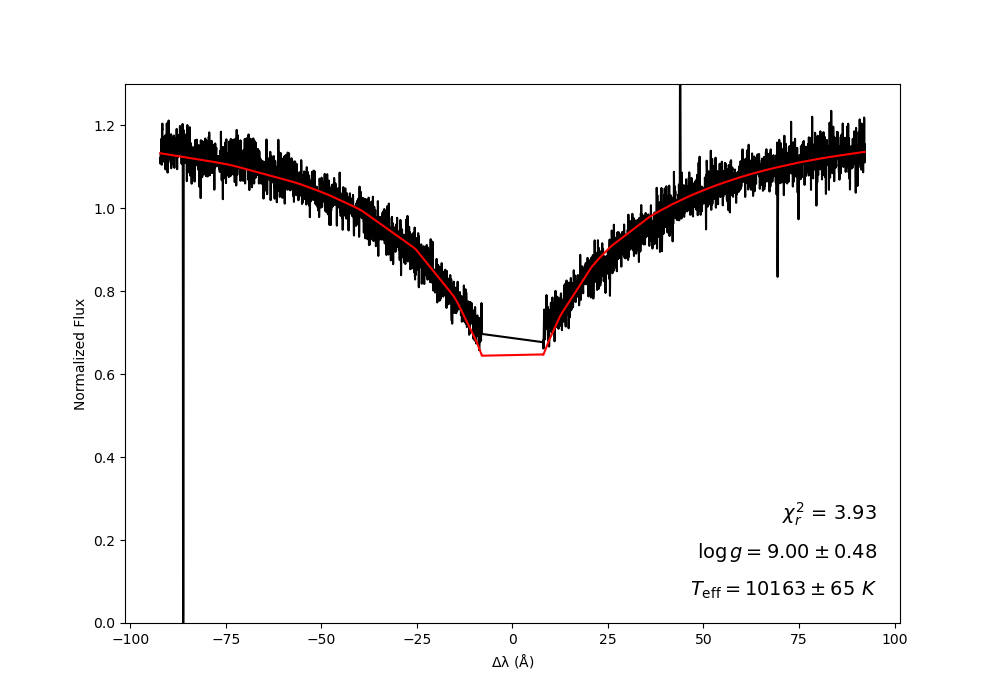 1.2
1.0
0.8
0.6
0.4
0.2
0.0
Normalized Flux
χ²ᵣ = 3.93
log g = 9.00 ± 0.48
T_eff = 10163 ± 65 K
−100 −75 −50 −25 0 25 50 75 100
Δλ (Å)